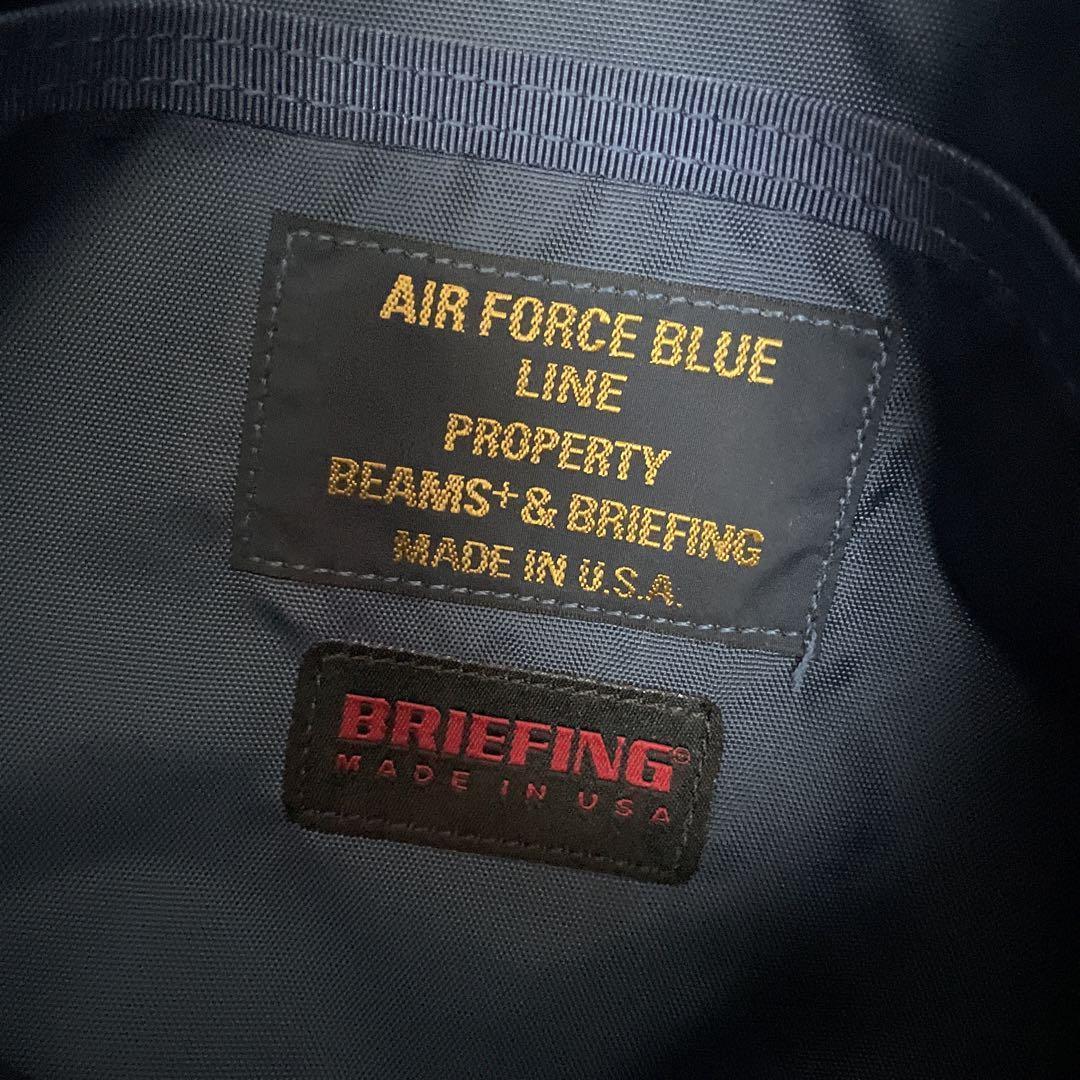 AIR FORCE BLUE
LINE
PROPERTY
BEAMS+ & BRIEFING
MADE IN U.S.A.
BRIEFING®
MADE IN USA